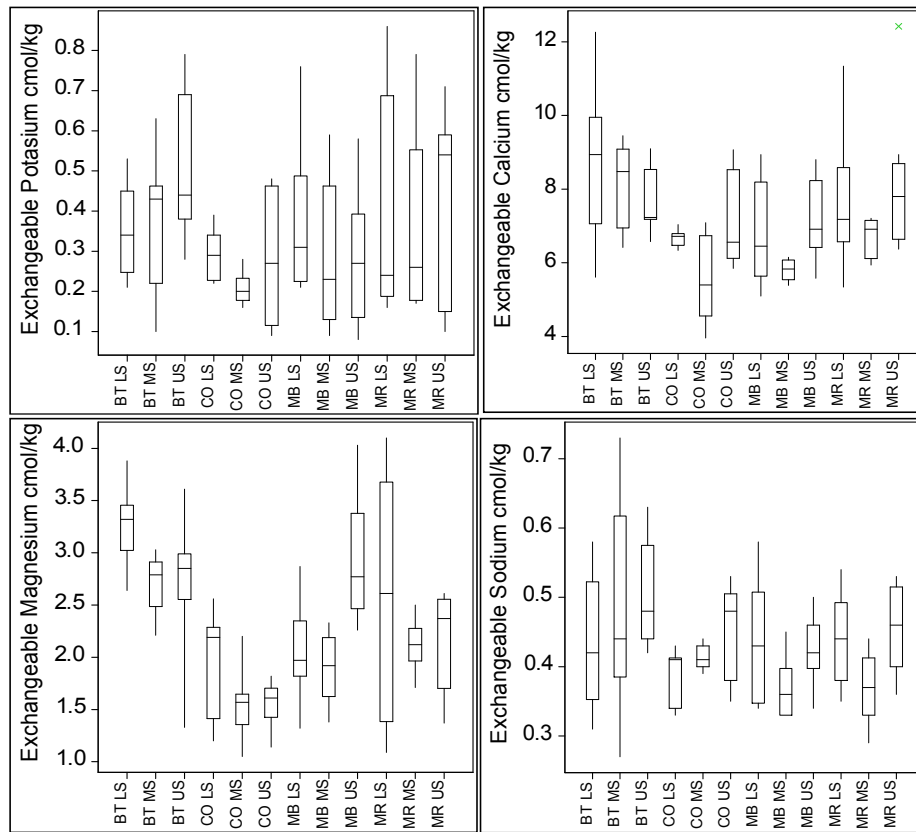 Exchangeable Potasium cmol/kg
0.8
0.7
0.6
0.5
0.4
0.3
0.2
0.1
BT LS
BT MS
BT US
CO LS
CO MS
CO US
MB LS
MB MS
MB US
MR LS
MR MS
MR US
Exchangeable Calcium cmol/kg
12
10
8
6
4
BT LS
BT MS
BT US
CO LS
CO MS
CO US
MB LS
MB MS
MB US
MR LS
MR MS
MR US
Exchangeable Magnesium cmol/kg
4.0
3.5
3.0
2.5
2.0
1.5
1.0
BT LS
BT MS
BT US
CO LS
CO MS
CO US
MB LS
MB MS
MB US
MR LS
MR MS
MR US
Exchangeable Sodium cmol/kg
0.7
0.6
0.5
0.4
0.3
BT LS
BT MS
BT US
CO LS
CO MS
CO US
MB LS
MB MS
MB US
MR LS
MR MS
MR US